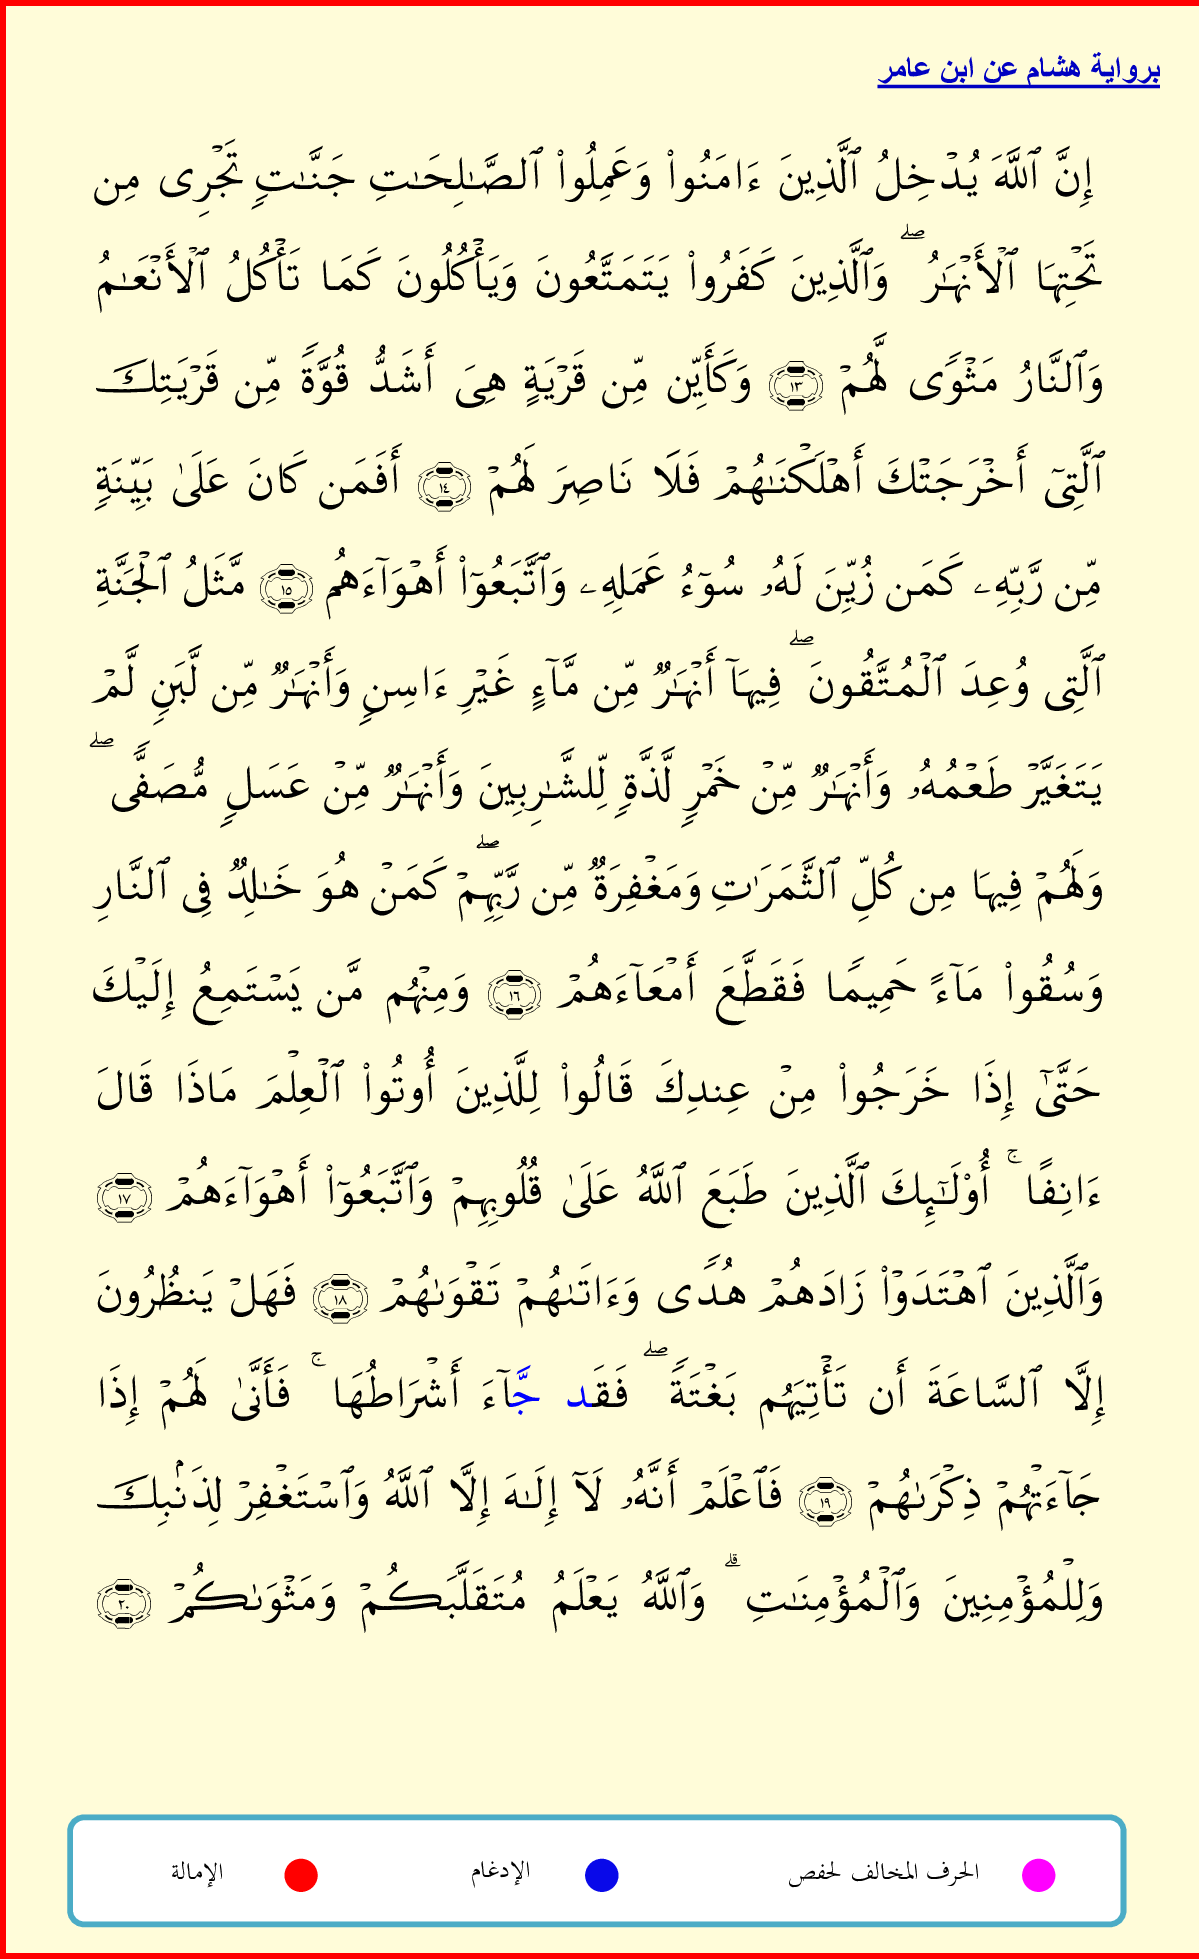 برواية هشام عن ابن عامر
إِنَّ ٱللَّهَ يُدۡخِلُ ٱلَّذِينَ ءَامَنُواْ وَعَمِلُواْ ٱلصَّـٰلِحَـٰتِ جَنَّـٰتٍ تَجۡرِى مِن
تَحۡتِهَا ٱلۡأَنۡهَـٰرُ ۖ وَٱلَّذِينَ كَفَرُواْ يَتَمَتَّعُونَ وَيَأۡكُلُونَ كَمَا تَأۡكُلُ ٱلۡأَنۡعَـٰمُ
وَٱلنَّارُ مَثۡوًى لَّهُمۡ ١٣ وَكَأَيِّن مِّن قَرۡيَةٍ هِىَ أَشَدُّ قُوَّةً مِّن قَرۡيَتِكَ
ٱلَّتِىٓ أَخۡرَجَتۡكَ أَهۡلَكۡنَـٰهُمۡ فَلَا نَاصِرَ لَهُمۡ ١٤ أَفَمَن كَانَ عَلَىٰ بَيِّنَةٍ
مِّن رَّبِّهِۦ كَمَن زُيِّنَ لَهُۥ سُوٓءُ عَمَلِهِۦ وَٱتَّبَعُوٓاْ أَهۡوَآءَهُم ١٥ مَّثَلُ ٱلۡجَنَّةِ
ٱلَّتِى وُعِدَ ٱلۡمُتَّقُونَ ۖ فِيهَآ أَنۡهَـٰرٌ مِّن مَّآءٍ غَيۡرِ ءَاسِنٍ وَأَنۡهَـٰرٌ مِّن لَّبَنٍ لَّمۡ
يَتَغَيَّرۡ طَعۡمُهُۥ وَأَنۡهَـٰرٌ مِّنۡ خَمۡرٍ لَّذَّةٍ لِّلشَّـٰرِبِينَ وَأَنۡهَـٰرٌ مِّنۡ عَسَلٍ مُّصَفًّى ۖ
وَلَهُمۡ فِيهَا مِن كُلِّ ٱلثَّمَرَٰتِ وَمَغۡفِرَةٌ مِّن رَّبِّهِمۡ ۖ كَمَنۡ هُوَ خَـٰلِدٌ فِى ٱلنَّارِ
وَسُقُواْ مَآءً حَمِيمًا فَقَطَّعَ أَمۡعَآءَهُمۡ ١٦ وَمِنۡهُم مَّن يَسۡتَمِعُ إِلَيۡكَ
حَتَّىٰٓ إِذَا خَرَجُواْ مِنۡ عِندِكَ قَالُواْ لِلَّذِينَ أُوتُواْ ٱلۡعِلۡمَ مَاذَا قَالَ
ءَانِفًا ۚ أُوْلَـٰٓئِكَ ٱلَّذِينَ طَبَعَ ٱللَّهُ عَلَىٰ قُلُوبِهِمۡ وَٱتَّبَعُوٓاْ أَهۡوَآءَهُمۡ ١٧
وَٱلَّذِينَ ٱهۡتَدَوۡاْ زَادَهُمۡ هُدًى وَءَاتَىٰهُمۡ تَقۡوَىٰهُمۡ ١٨ فَهَلۡ يَنظُرُونَ
إِلَّا ٱلسَّاعَةَ أَن تَأۡتِيَهُم بَغۡتَةً ۖ فَقَد جَّآءَ أَشۡرَاطُهَا ۚ فَأَنَّىٰ لَهُمۡ إِذَا
جَآءَتۡهُمۡ ذِكۡرَىٰهُمۡ ١٩ فَٱعۡلَمۡ أَنَّهُۥ لَآ إِلَـٰهَ إِلَّا ٱللَّهُ وَٱسۡتَغۡفِرۡ لِذَنۢبِكَ
وَلِلۡمُؤۡمِنِينَ وَٱلۡمُؤۡمِنَـٰتِ ۗ وَٱللَّهُ يَعۡلَمُ مُتَقَلَّبَكُمۡ وَمَثۡوَىٰكُمۡ ٢٠
الحرف المخالف لحفص الإدغام الإمالة